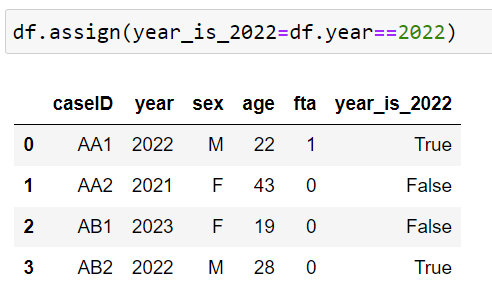 df.assign(year_is_2022=df.year==2022)
caseID year sex age fta year_is_2022
0 AA1 2022 M 22 1 True
1 AA2 2021 F 43 0 False
2 AB1 2023 F 19 0 False
3 AB2 2022 M 28 0 True